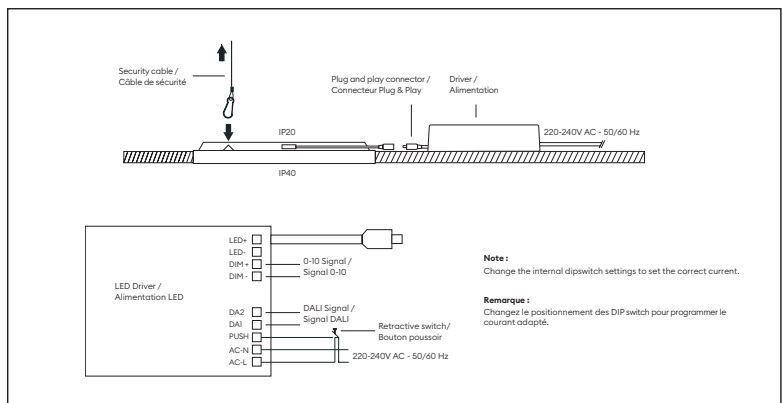 Security cable /
Câble de sécurité
Plug and play connector /
Connecteur Plug & Play
Driver /
Alimentation
IP20
220-240V AC - 50/60 Hz
IP40
LED Driver /
Alimentation LED
LED+
LED-
DIM +
DIM -
DA2
DA1
PUSH
AC-N
AC-L
0-10 Signal /
Signal 0-10
DALI Signal /
Signal DALI
Retractive switch/
Bouton poussoir
220-240V AC - 50/60 Hz
Note :
Change the internal dipswitch settings to set the correct current.
Remarque :
Changez le positionnement des DIP switch pour programmer le
courant adapté.